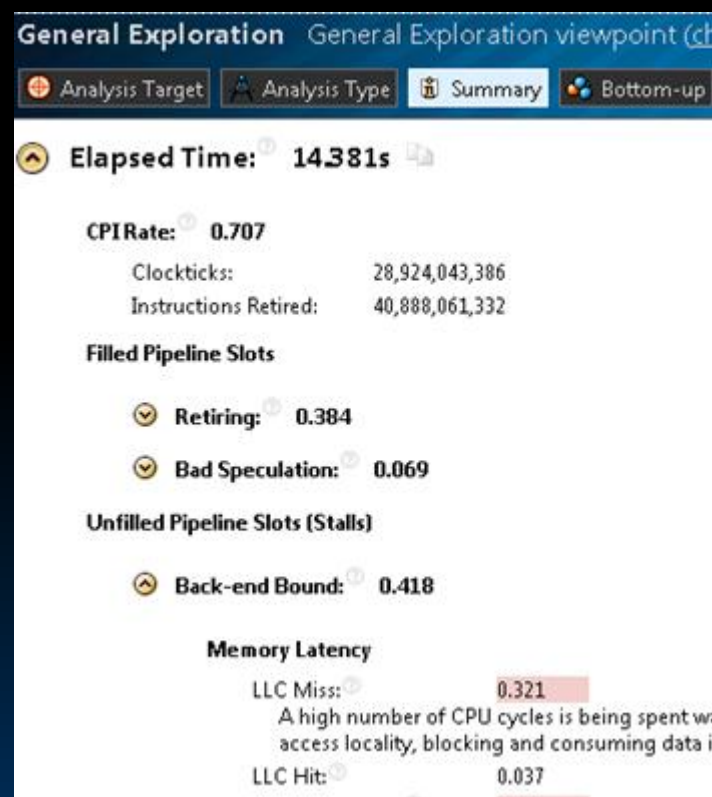 General Exploration General Exploration viewpoint (ch
Analysis Target Analysis Type Summary Bottom-up
Elapsed Time: 14.381s
CPI Rate: 0.707
Clockticks: 28,924,043,386
Instructions Retired: 40,888,061,332
Filled Pipeline Slots
Retiring: 0.384
Bad Speculation: 0.069
Unfilled Pipeline Slots (Stalls)
Back-end Bound: 0.418
Memory Latency
LLC Miss: 0.321
A high number of CPU cycles is being spent wa
access locality, blocking and consuming data i
LLC Hit: 0.037